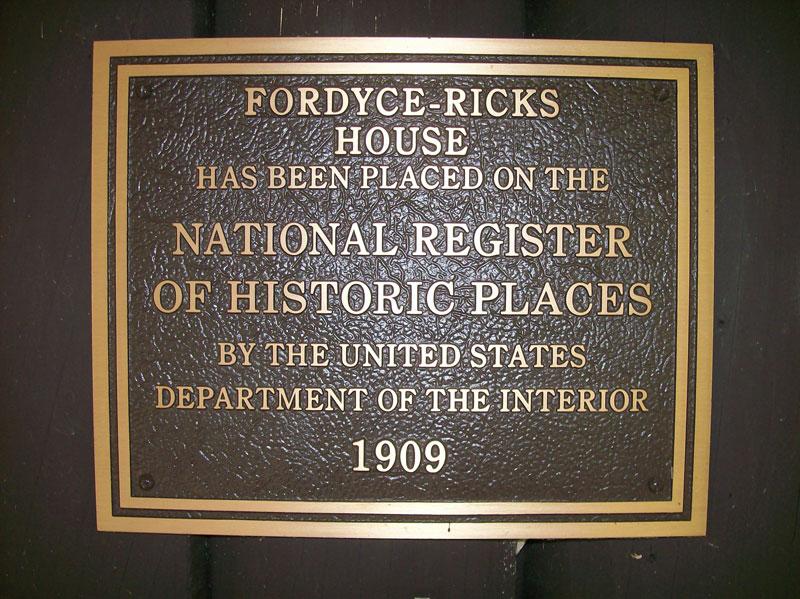 FORDYCE-RICKS
HOUSE
HAS BEEN PLACED ON THE
NATIONAL REGISTER
OF HISTORIC PLACES
BY THE UNITED STATES
DEPARTMENT OF THE INTERIOR
1909